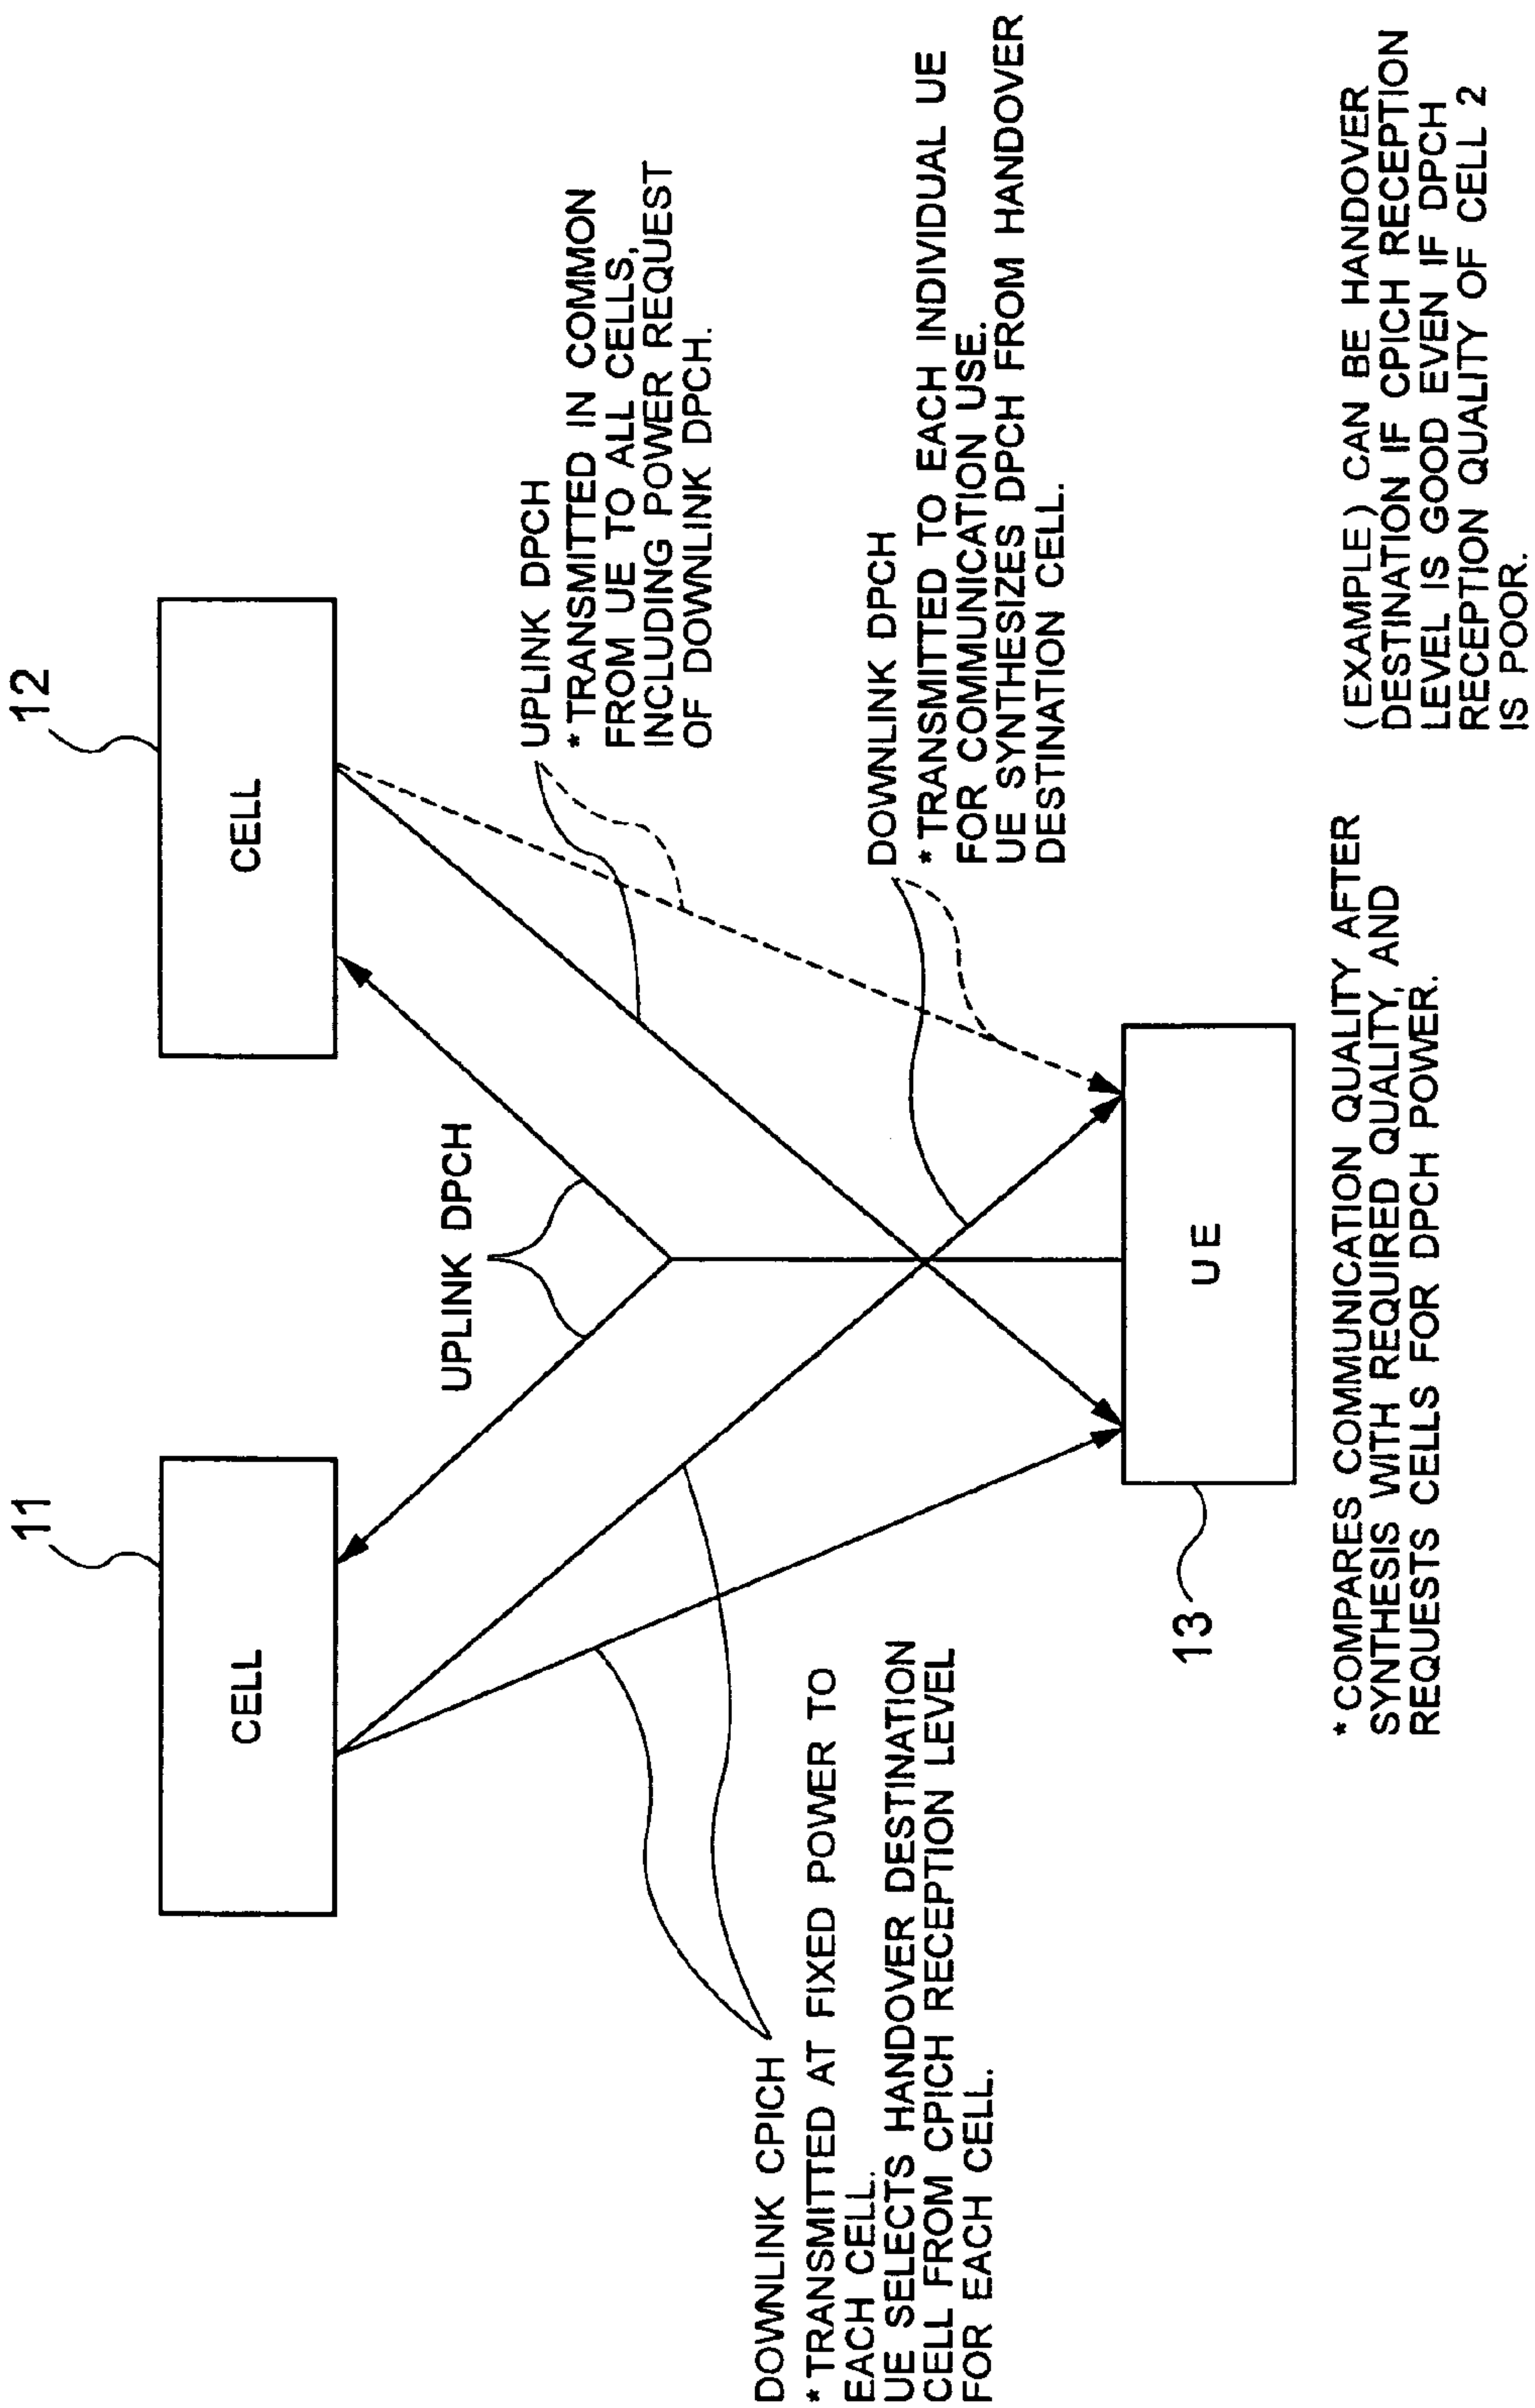 11
12
CELL
CELL
UPLINK DPCH
UPLINK DPCH
*TRANSMITTED IN COMMON
FROM UE TO ALL CELLS,
INCLUDING POWER REQUEST
OF DOWNLINK DPCH.
DOWNLINK CPICH
*TRANSMITTED AT FIXED POWER TO
EACH CELL.
UE SELECTS HANDOVER DESTINATION
CELL FROM CPICH RECEPTION LEVEL
FOR EACH CELL.
DOWNLINK DPCH
*TRANSMITTED TO EACH INDIVIDUAL UE
FOR COMMUNICATION USE.
UE SYNTHESIZES DPCH FROM HANDOVER
DESTINATION CELL.
13
UE
*COMPARES COMMUNICATION QUALITY AFTER
SYNTHESIS WITH REQUIRED QUALITY, AND
REQUESTS CELLS FOR DPCH POWER.
(EXAMPLE) CAN BE HANDOVER
DESTINATION IF CPICH RECEPTION
LEVEL IS GOOD EVEN IF DPCH
RECEPTION QUALITY OF CELL 2
IS POOR.